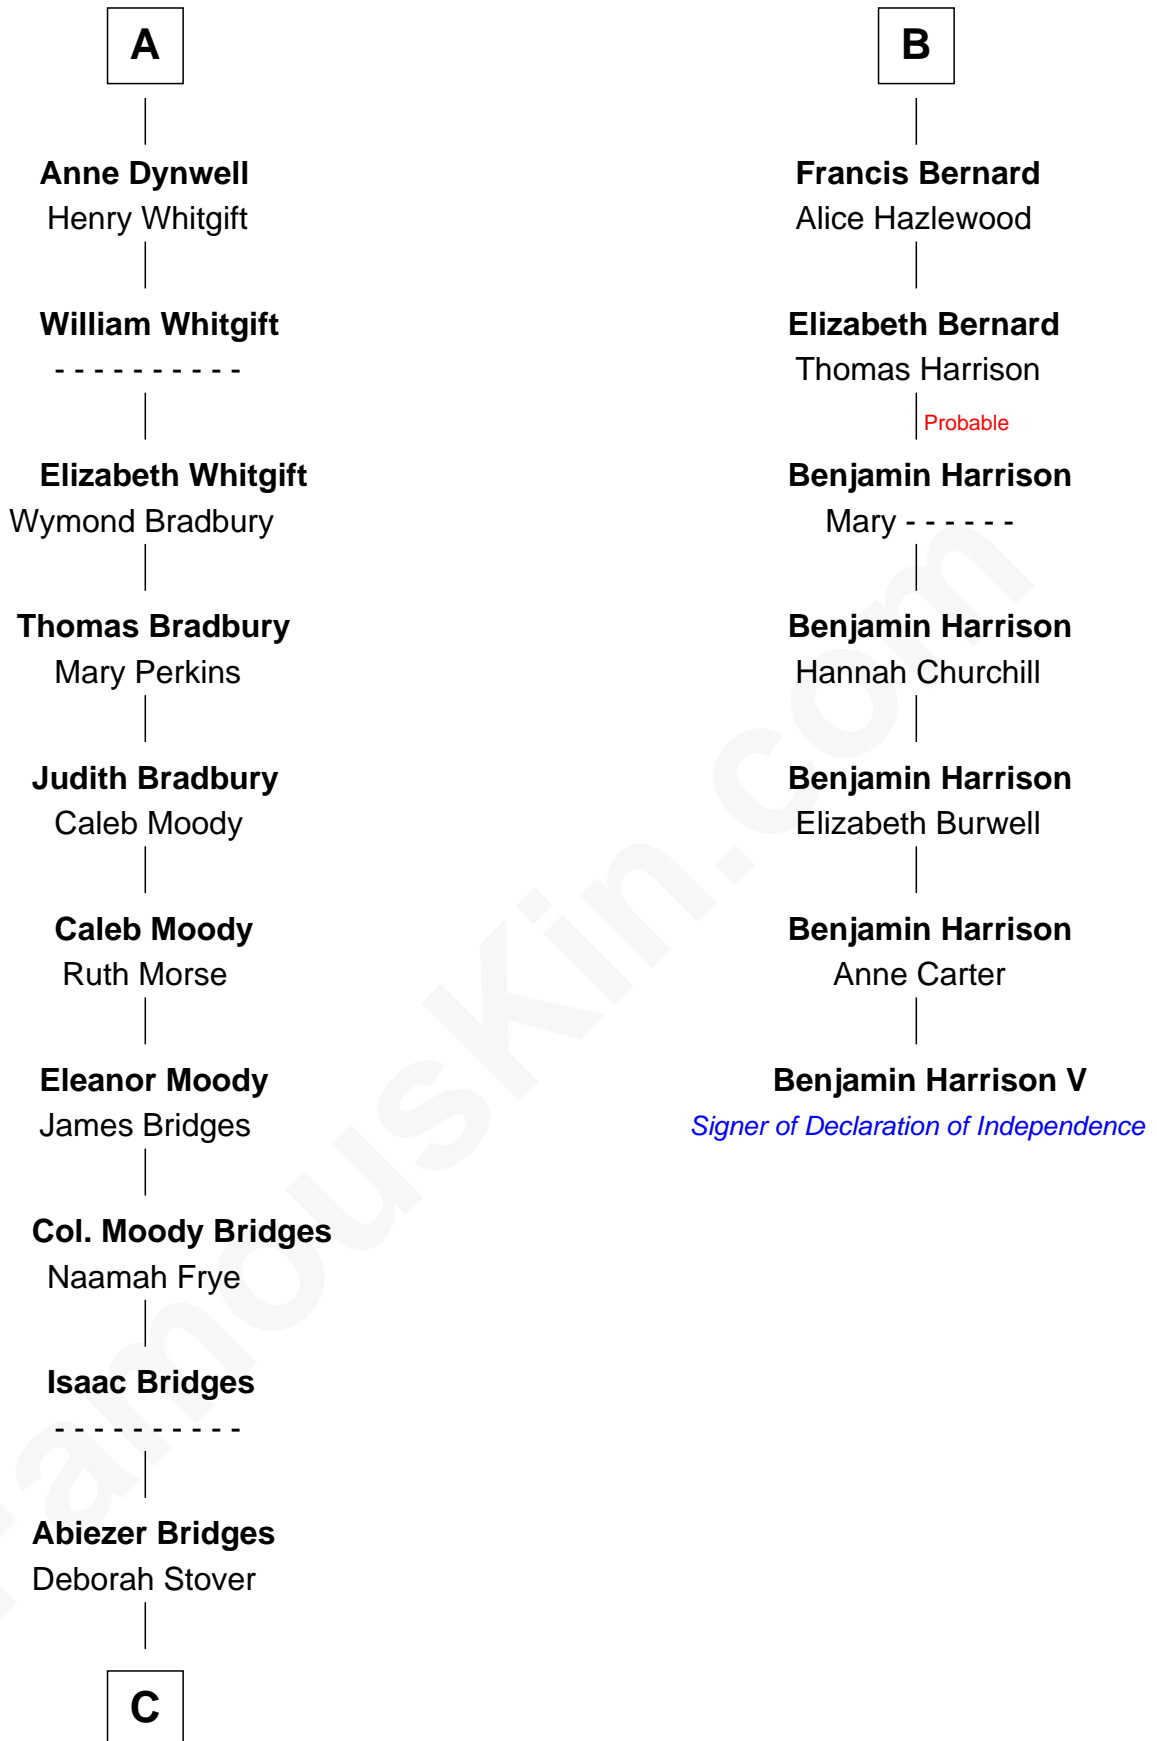 A
Anne Dynwell
Henry Whitgift
William Whitgift
- - - - - - - - - -
Elizabeth Whitgift
Wymond Bradbury
Thomas Bradbury
Mary Perkins
Judith Bradbury
Caleb Moody
Caleb Moody
Ruth Morse
Eleanor Moody
James Bridges
Col. Moody Bridges
Naamah Frye
Isaac Bridges
- - - - - - - - - -
Abiezer Bridges
Deborah Stover
C
B
Francis Bernard
Alice Hazlewood
Elizabeth Bernard
Thomas Harrison
Probable
Benjamin Harrison
Mary - - - - - -
Benjamin Harrison
Hannah Churchill
Benjamin Harrison
Elizabeth Burwell
Benjamin Harrison
Anne Carter
Benjamin Harrison V
Signer of Declaration of Independence
FamousKin.com